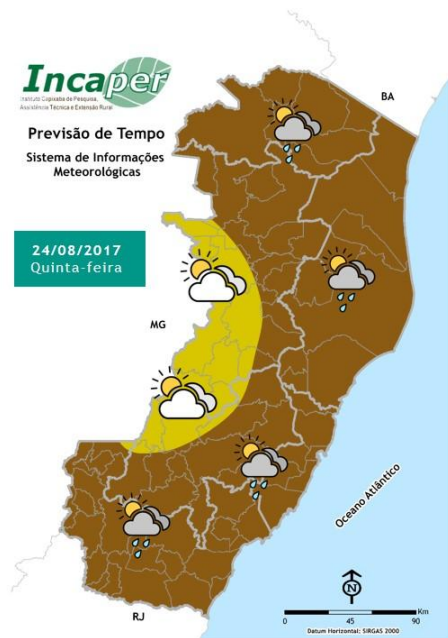 Incaper
Instituto Capixaba de Pesquisa,
Assistência Técnica e Extensão Rural
Previsão de Tempo
Sistema de Informações
Meteorológicas
24/08/2017
Quinta-feira
BA
MG
Oceano Atlântico
RJ
Km
0 45 90
Datum Horizontal: SIRGAS 2000